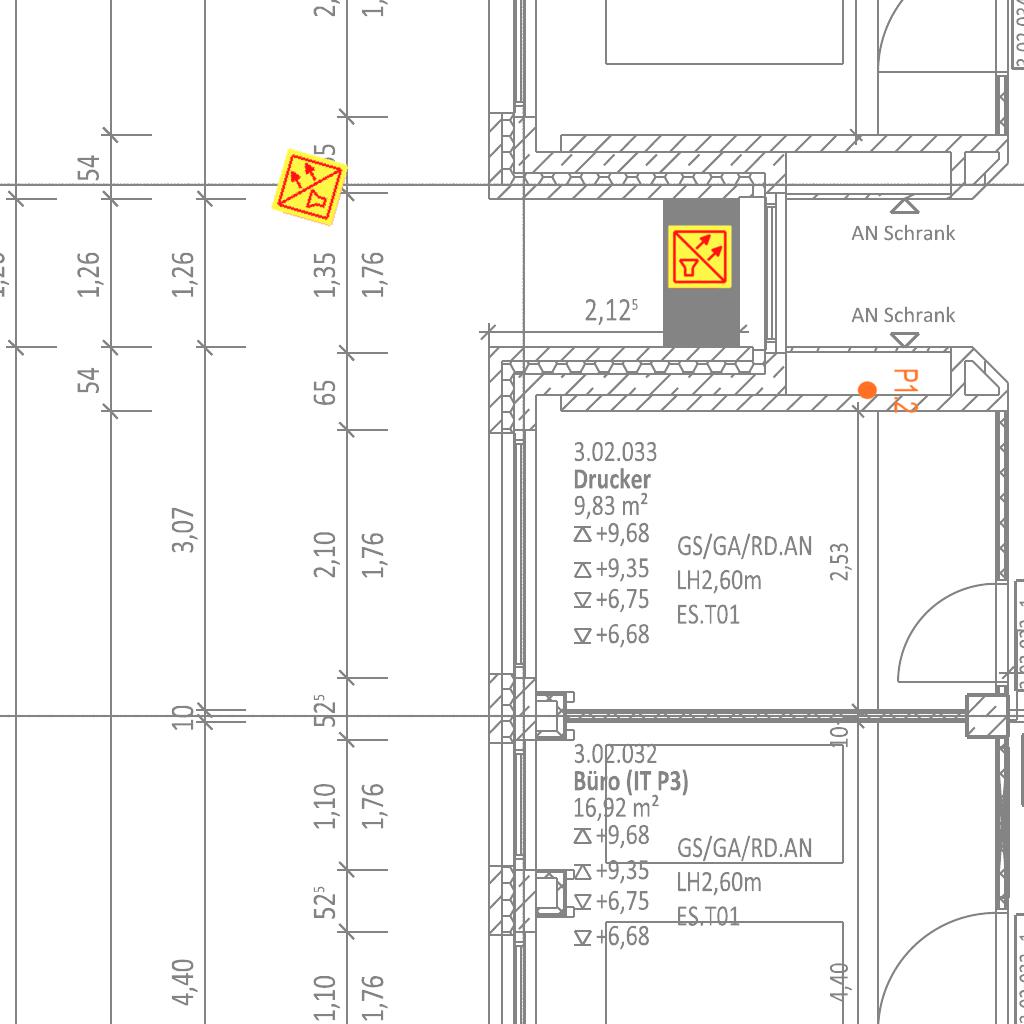 54
1,26
1,26
1,35
1,76
AN Schrank
AN Schrank
2,12⁵
54
65
P1.2
3.02.033
Drucker
9,83 m²
+9,68
+9,35
+6,75
+6,68
GS/GA/RD.AN
LH2,60m
ES.T01
2,53
3,07
2,10
1,76
10
52⁵
10
3.02.032
Büro (IT P3)
16,92 m²
+9,68
+9,35
+6,75
+6,68
GS/GA/RD.AN
LH2,60m
ES.T01
1,10
1,76
52⁵
4,40
1,10
1,76
4,40